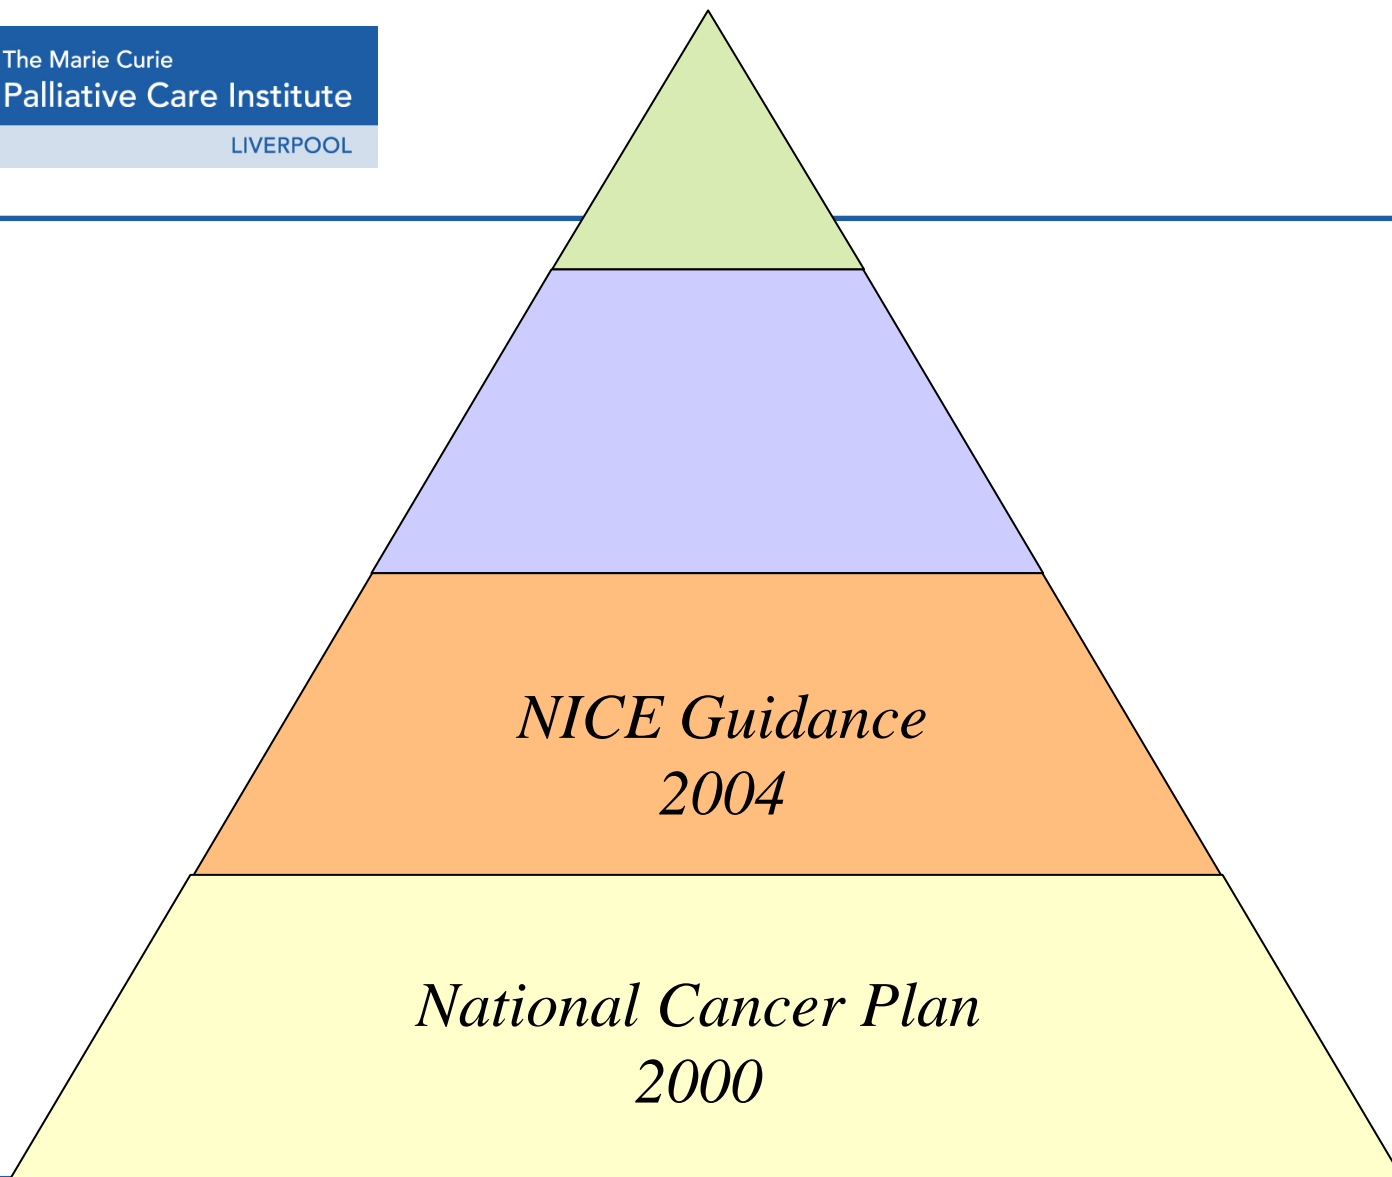 The Marie Curie
Palliative Care Institute
LIVERPOOL
NICE Guidance
2004
National Cancer Plan
2000